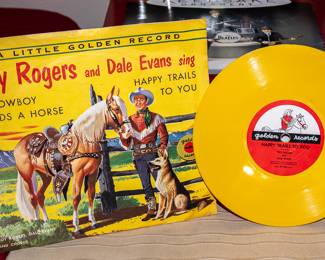 A LITTLE GOLDEN RECORD
Y ROGERS and DALE EVANS sing
OWBOY
DS A HORSE
HAPPY TRAILS
TO YOU
golden records
HAPPY TRAILS TO YOU
BEATLES